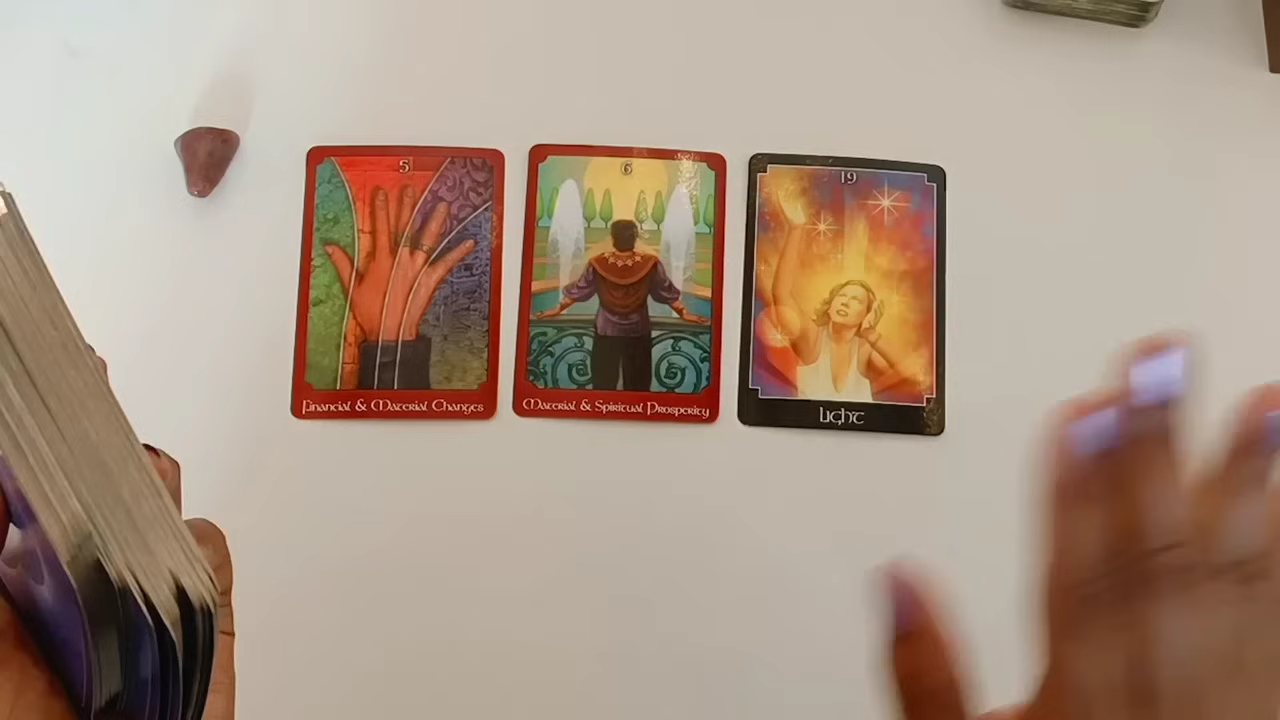 5
Financial & Material Changes
6
Material & Spiritual Prosperity
19
Light